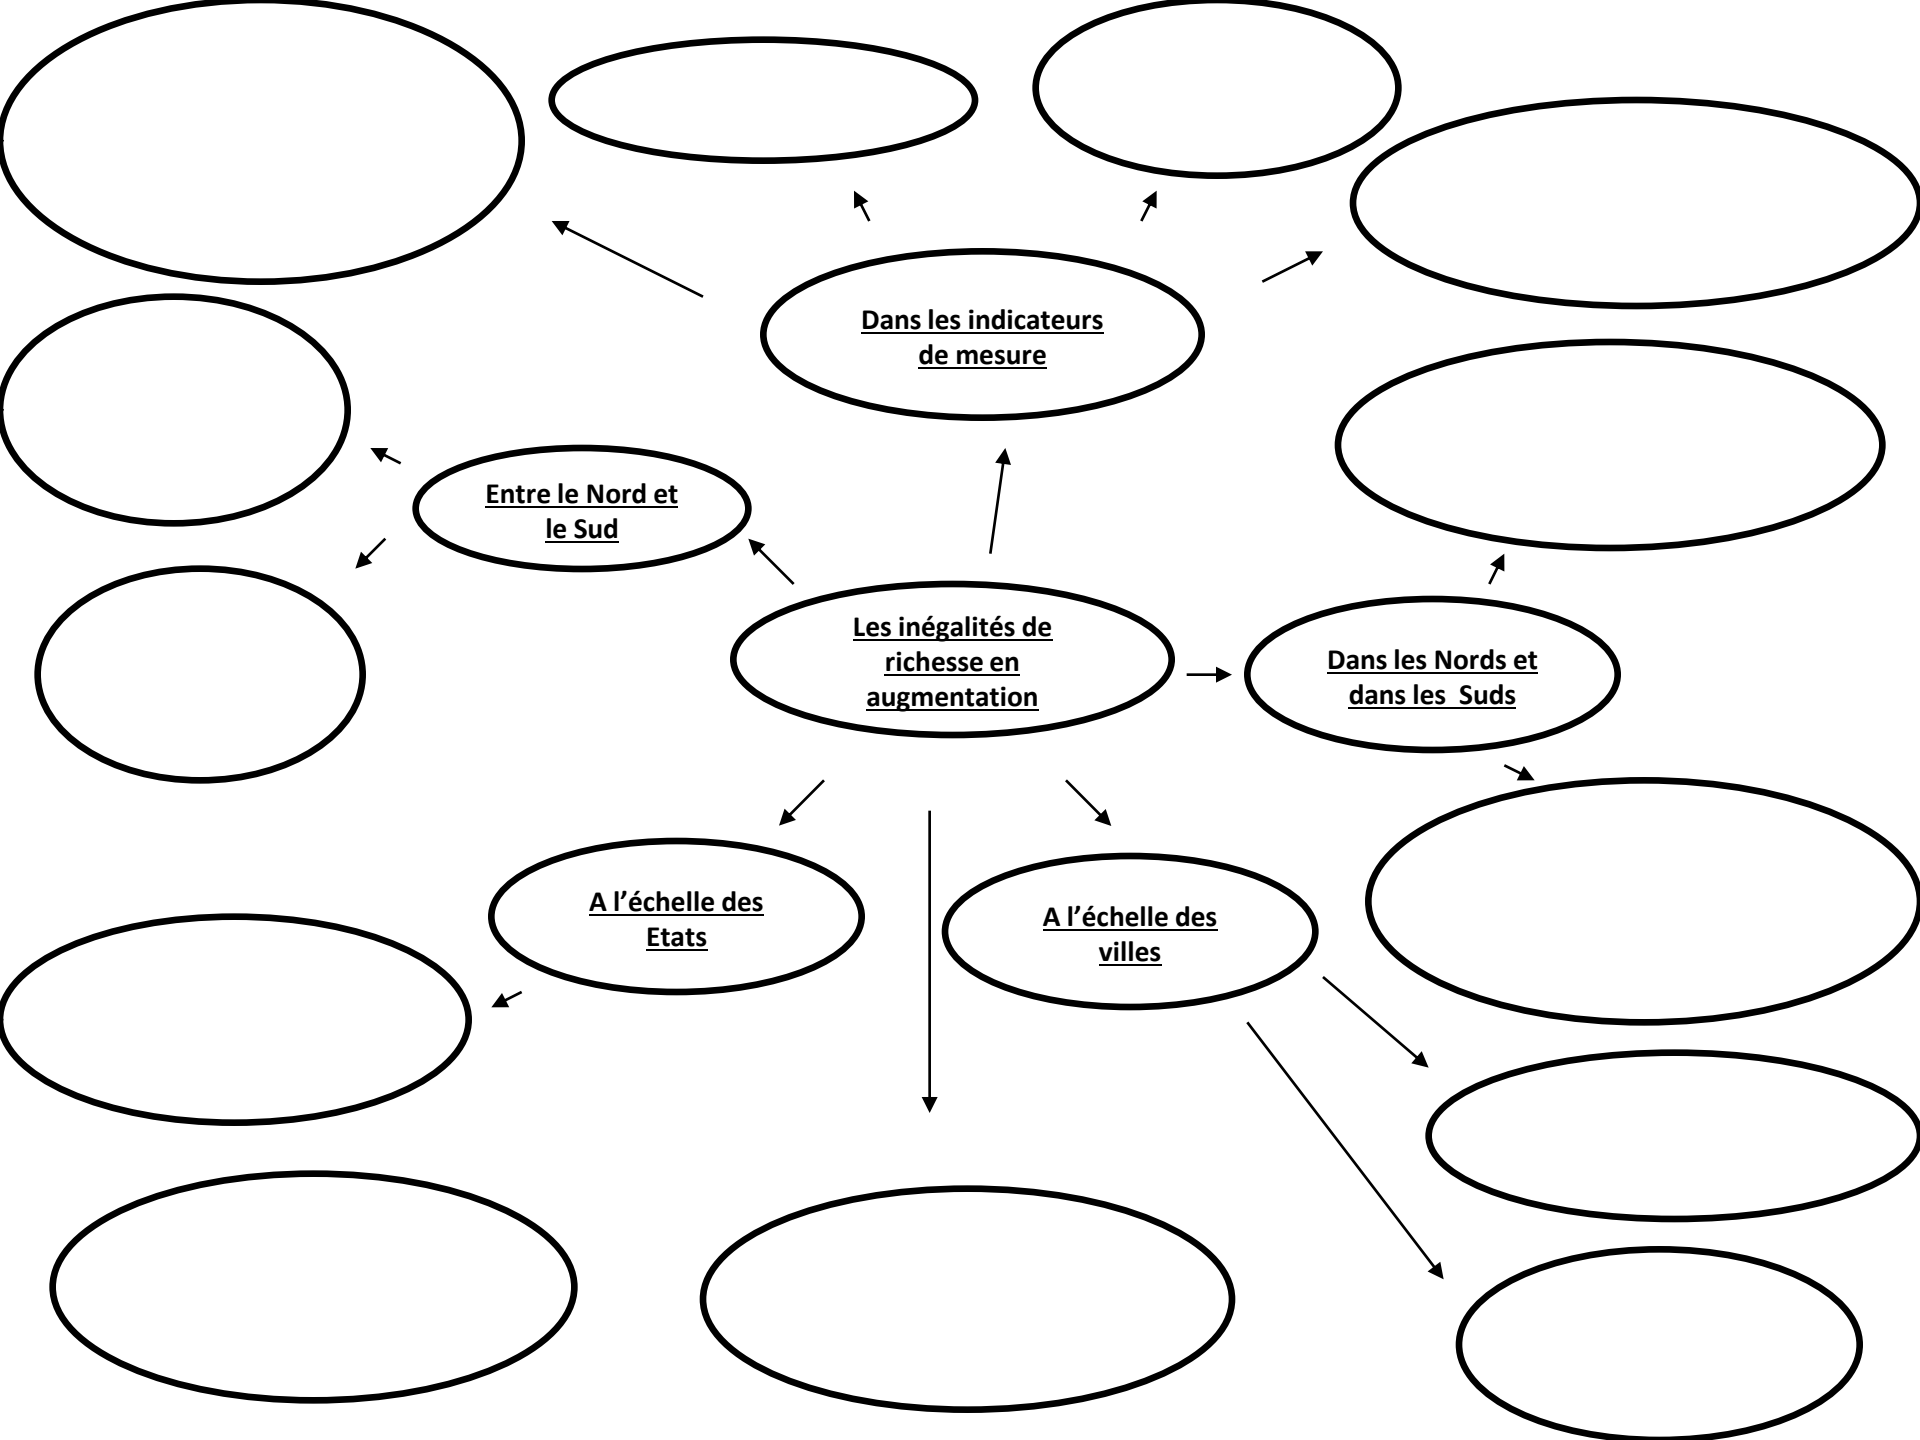 Dans les indicateurs
de mesure
Entre le Nord et
le Sud
Les inégalités de
richesse en
augmentation
Dans les Nords et
dans les  Suds
A l’échelle des
Etats
A l’échelle des
villes